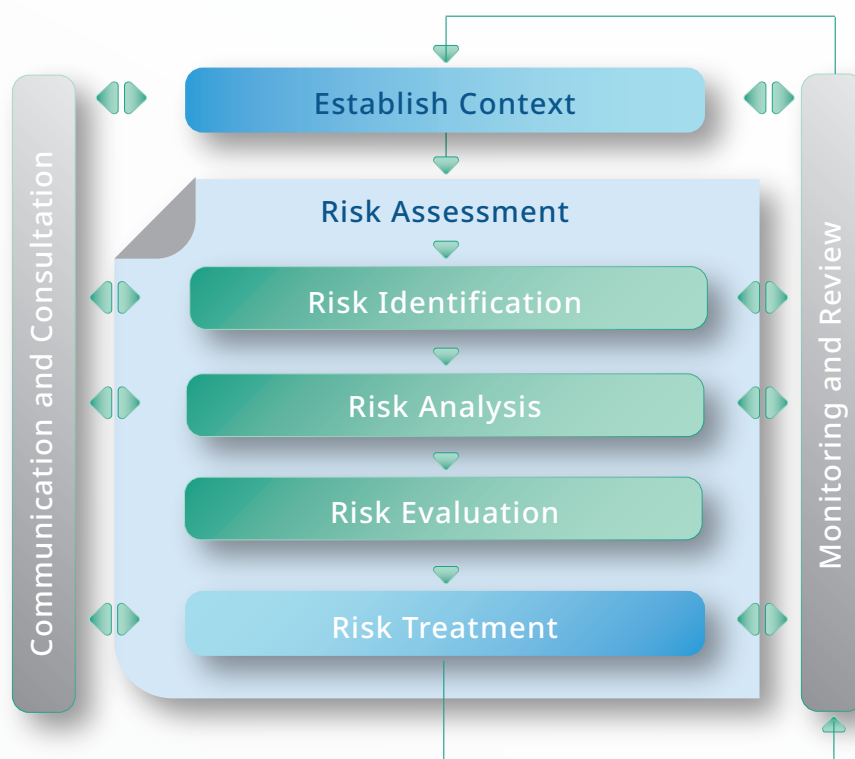 Establish Context
Communication and Consultation
Risk Assessment
Risk Identification
Risk Analysis
Risk Evaluation
Risk Treatment
Monitoring and Review